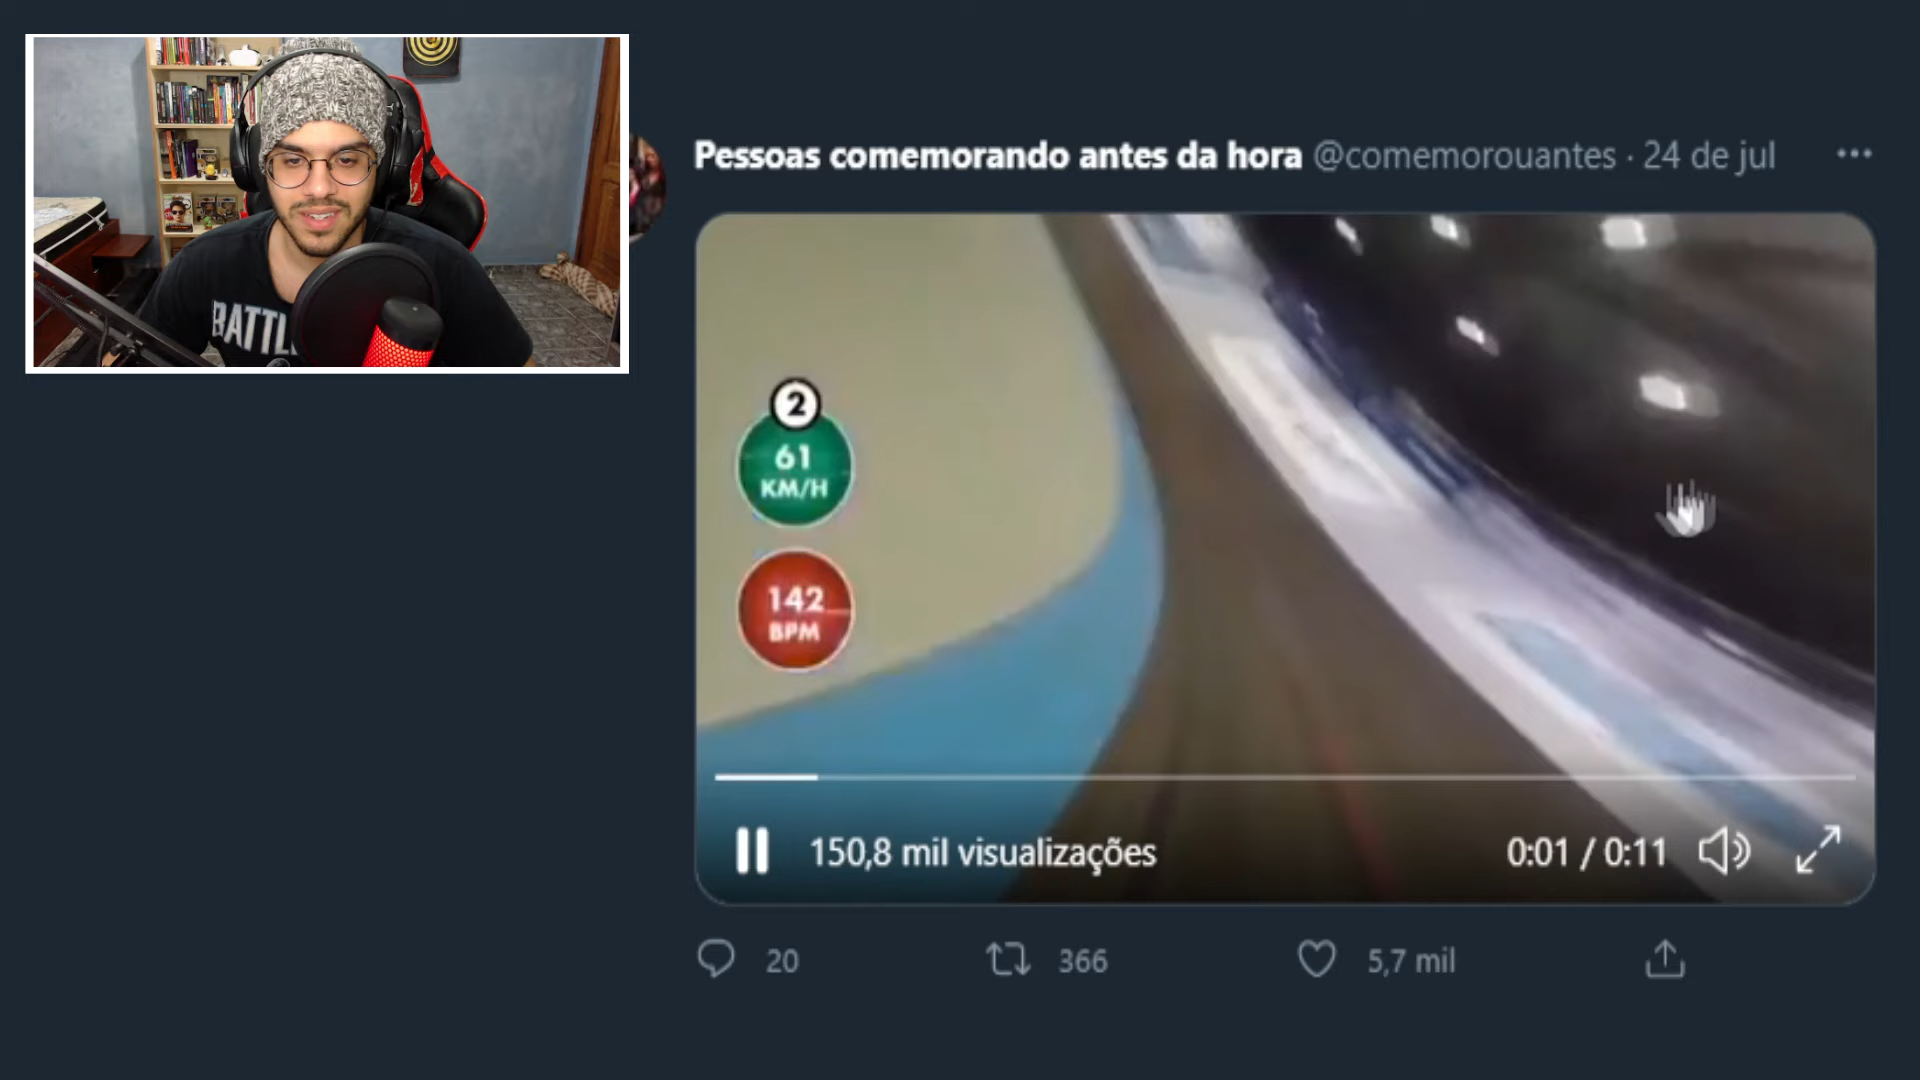 BATTL
Pessoas comemorando antes da hora @comemorouantes · 24 de jul
2
61
KM/H
142
BPM
150,8 mil visualizações
0:01 / 0:11
20
366
5,7 mil